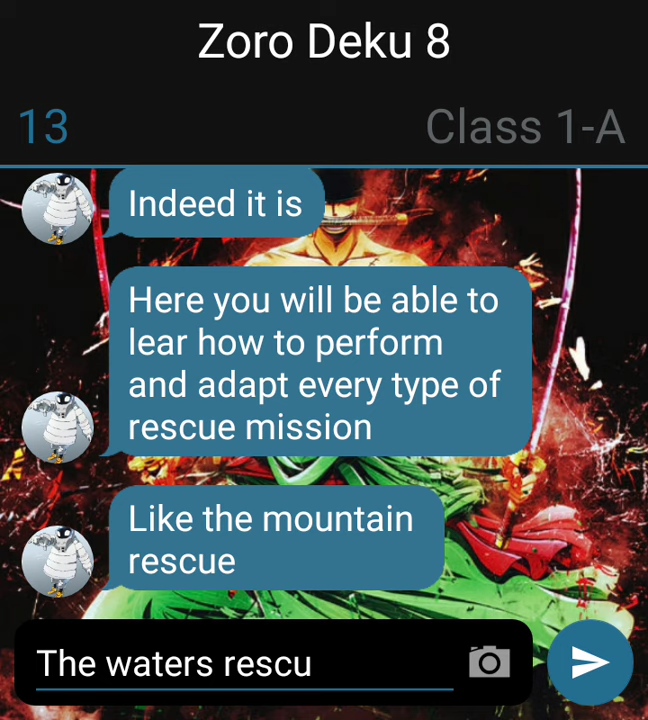 Zoro Deku 8
13
Class 1-A
Indeed it is
Here you will be able to
lear how to perform
and adapt every type of
rescue mission
Like the mountain
rescue
The waters rescu